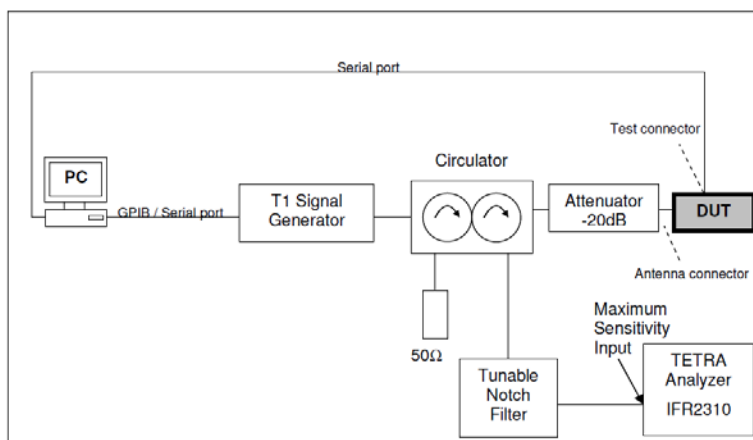 Serial port
Test connector
Circulator
PC
GPIB / Serial port
T1 Signal
Generator
Attenuator
-20dB
DUT
Antenna connector
50Ω
Maximum
Sensitivity
Input
Tunable
Notch
Filter
TETRA
Analyzer
IFR2310